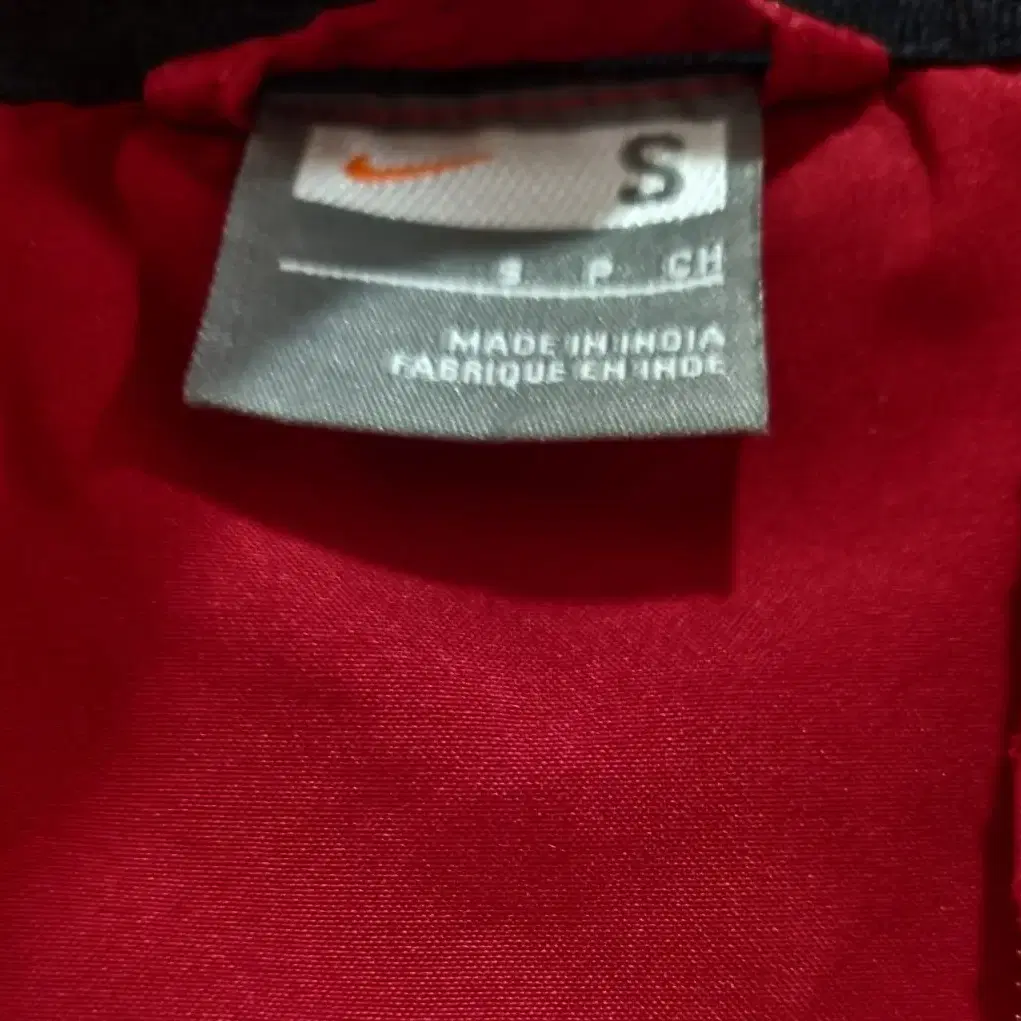 S
S P CH
MADE IN INDIA
FABRIQUE EN INDE